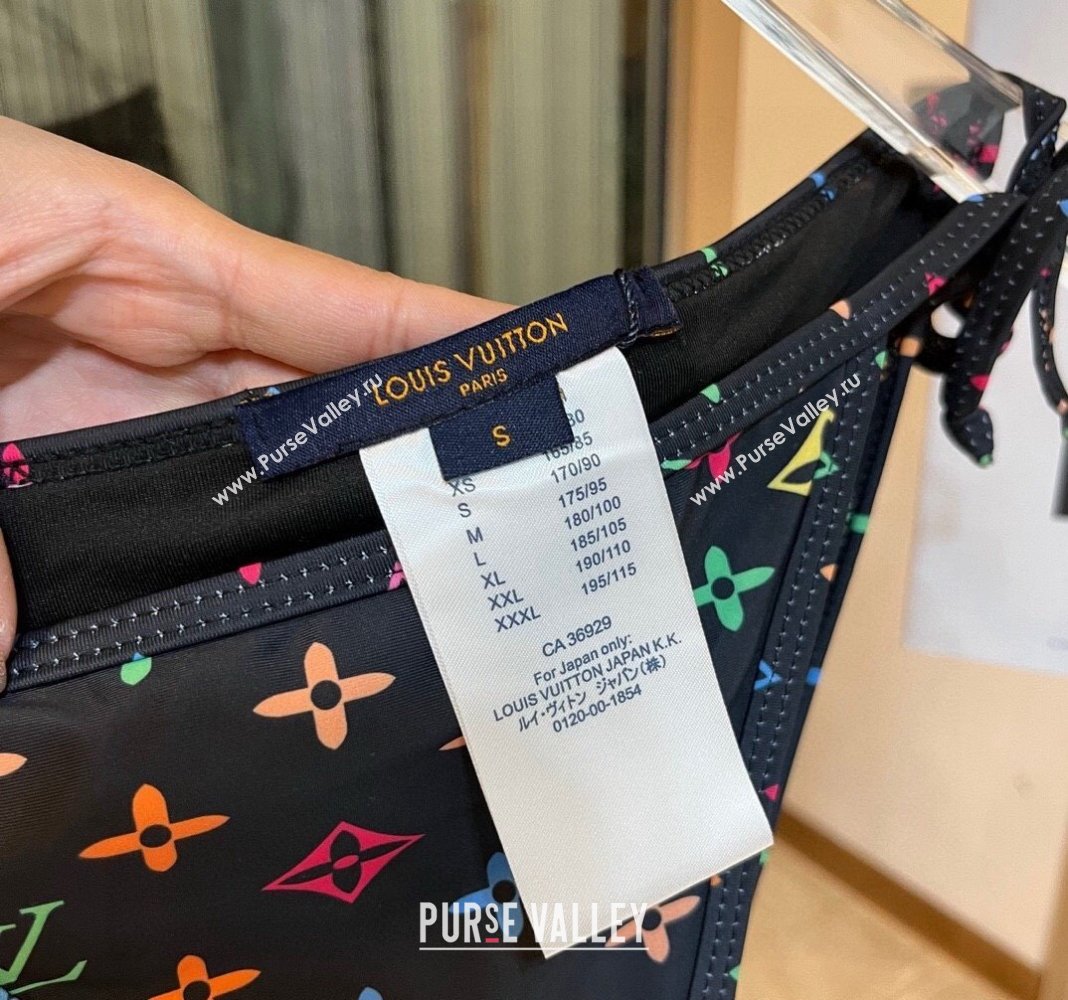 LOUIS VUITTON
PARIS
S
80
165/85
XS 170/90
S 175/95
M 180/100
L 185/105
XL 190/110
XXL 195/115
XXXL
CA 36929
For Japan only:
LOUIS VUITTON JAPAN K.K.
ルイ・ヴィトン ジャパン(株)
0120-00-1854
www.PurseValley.ru
www.PurseValley.ru
LV
PURSE VALLEY